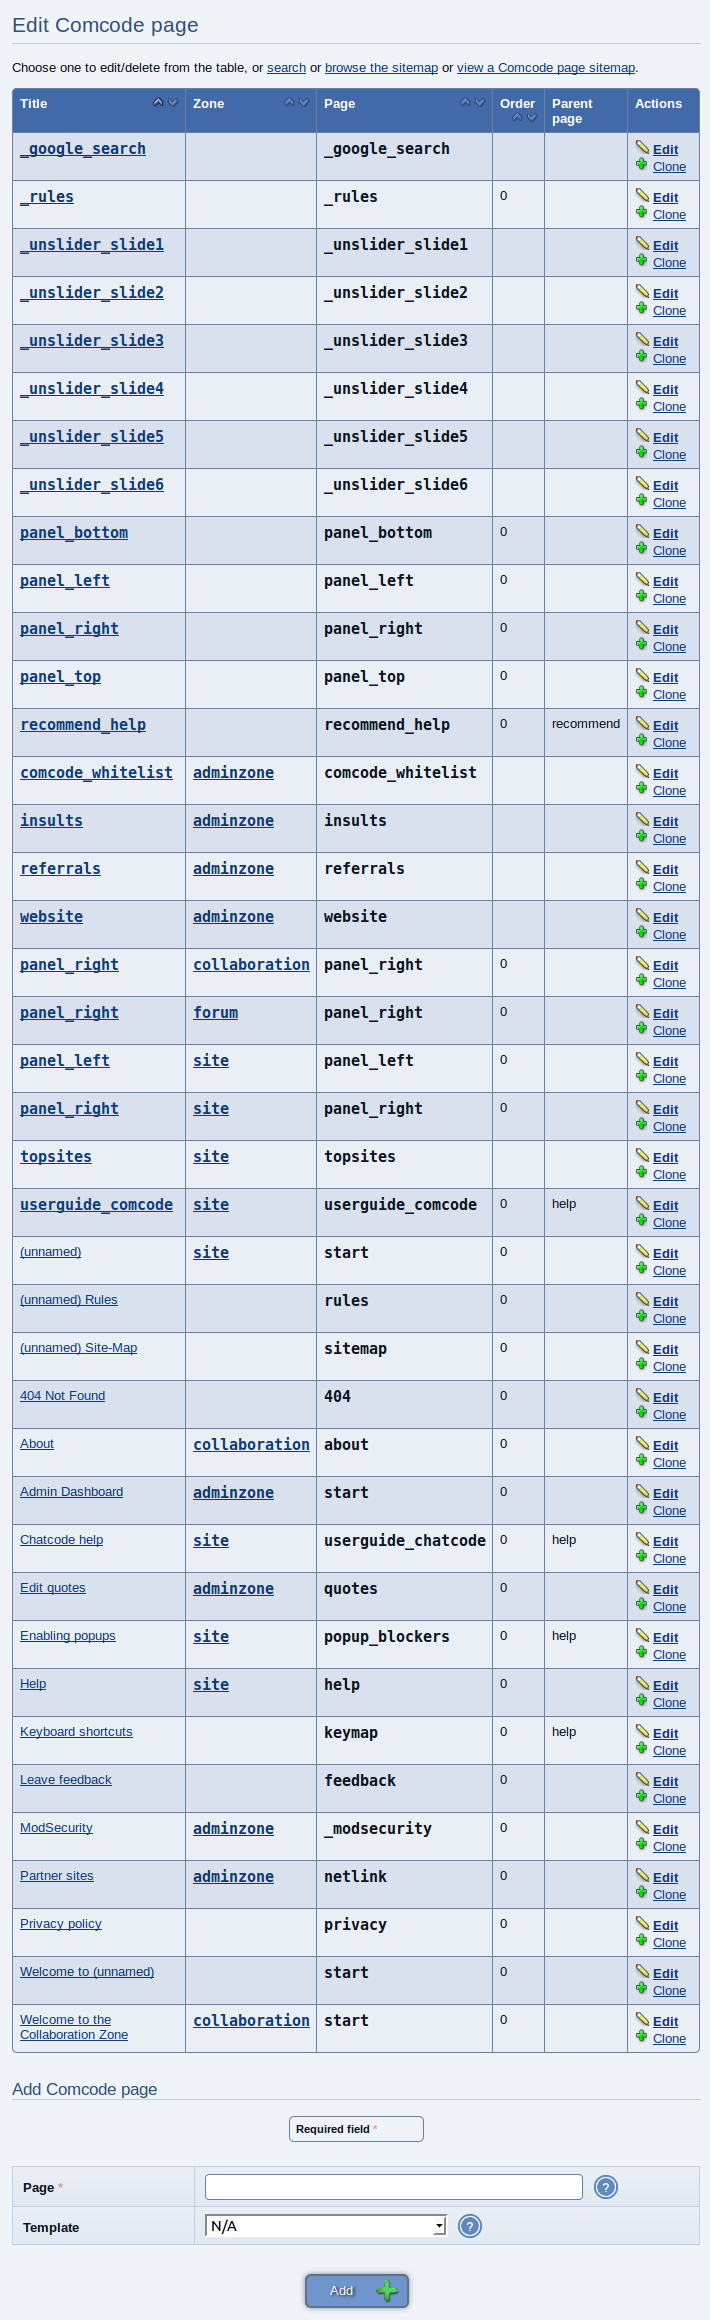 Edit Comcode page
Choose one to edit/delete from the table, or search or browse the sitemap or view a Comcode page sitemap.
Title Zone Page Order Parent page Actions
_google_search _google_search Edit
Clone
_rules _rules 0 Edit
Clone
_unslider_slide1 _unslider_slide1 Edit
Clone
_unslider_slide2 _unslider_slide2 Edit
Clone
_unslider_slide3 _unslider_slide3 Edit
Clone
_unslider_slide4 _unslider_slide4 Edit
Clone
_unslider_slide5 _unslider_slide5 Edit
Clone
_unslider_slide6 _unslider_slide6 Edit
Clone
panel_bottom panel_bottom 0 Edit
Clone
panel_left panel_left 0 Edit
Clone
panel_right panel_right 0 Edit
Clone
panel_top panel_top 0 Edit
Clone
recommend_help recommend_help 0 recommend Edit
Clone
comcode_whitelist adminzone comcode_whitelist Edit
Clone
insults adminzone insults Edit
Clone
referrals adminzone referrals Edit
Clone
website adminzone website Edit
Clone
panel_right collaboration panel_right 0 Edit
Clone
panel_right forum panel_right 0 Edit
Clone
panel_left site panel_left 0 Edit
Clone
panel_right site panel_right 0 Edit
Clone
topsites site topsites Edit
Clone
userguide_comcode site userguide_comcode 0 help Edit
Clone
(unnamed) site start 0 Edit
Clone
(unnamed) Rules rules 0 Edit
Clone
(unnamed) Site-Map sitemap 0 Edit
Clone
404 Not Found 404 0 Edit
Clone
About collaboration about 0 Edit
Clone
Admin Dashboard adminzone start 0 Edit
Clone
Chatcode help site userguide_chatcode 0 help Edit
Clone
Edit quotes adminzone quotes 0 Edit
Clone
Enabling popups site popup_blockers 0 help Edit
Clone
Help site help 0 Edit
Clone
Keyboard shortcuts keymap 0 help Edit
Clone
Leave feedback feedback 0 Edit
Clone
ModSecurity adminzone _modsecurity 0 Edit
Clone
Partner sites adminzone netlink 0 Edit
Clone
Privacy policy privacy 0 Edit
Clone
Welcome to (unnamed) start 0 Edit
Clone
Welcome to the collaboration start 0 Edit
Collaboration Zone Clone
Add Comcode page
Required field *
Page * ?
Template N/A ?
Add